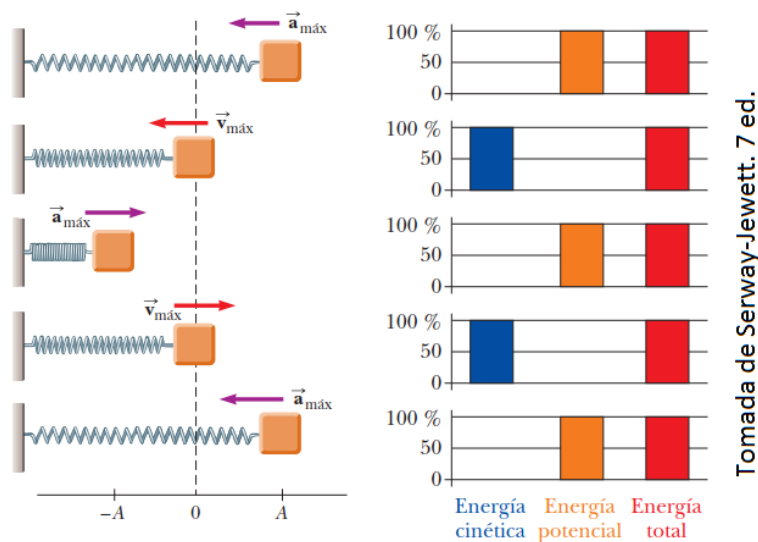 a máx
100 %
50
0
v máx
100 %
50
0
a máx
100 %
50
0
v máx
100 %
50
0
a máx
100 %
50
0
−A 0 A
Energía cinética
Energía potencial
Energía total
Tomada de Serway-Jewett. 7 ed.